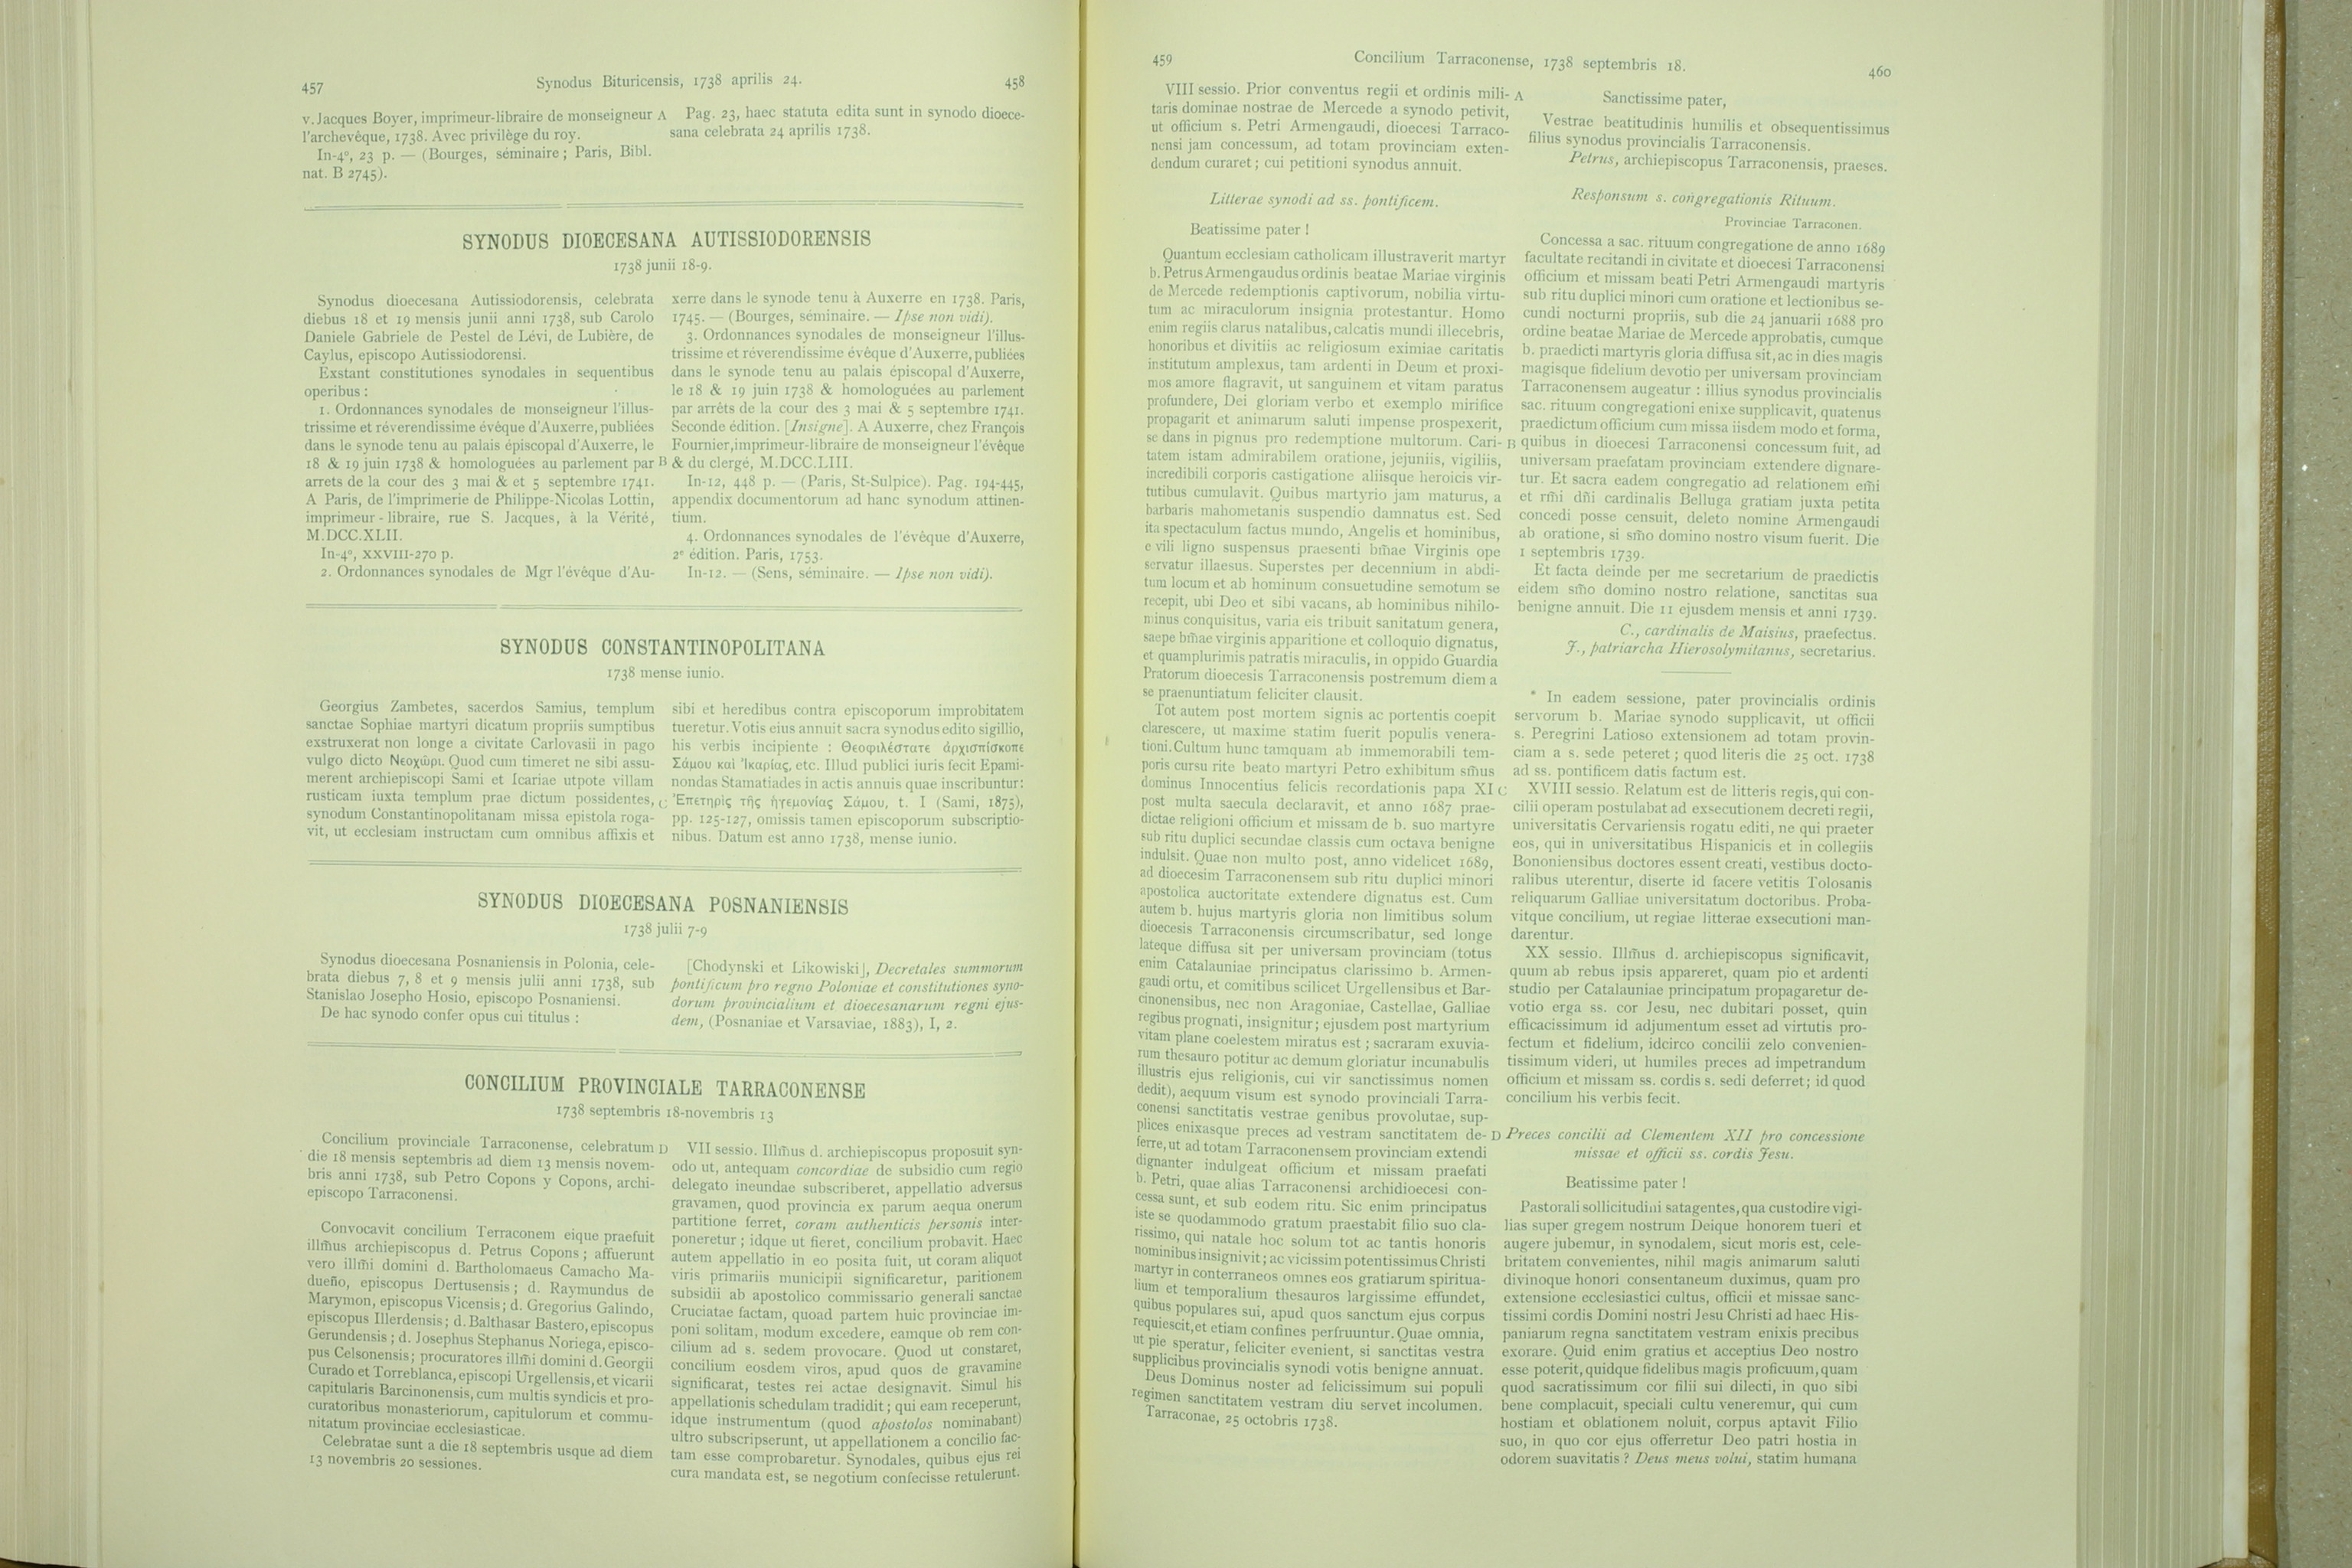 457
Synodus Bituricensis, 1738 aprilis 24.
458
v. Jacques Boyer, imprimeur-libraire de monseigneur
l'archevêque, 1738. Avec privilège du roy.
In-4º, 23 p. — (Bourges, séminaire ; Paris, Bibl.
nat. B 2745).
A
Pag. 23, haec statuta edita sunt in synodo dioece-
sana celebrata 24 aprilis 1738.
SYNODUS DIOECESANA AUTISSIODORENSIS
1738 junii 18-9.
Synodus dioecesana Autissiodorensis, celebrata
diebus 18 et 19 mensis junii anni 1738, sub Carolo
Daniele Gabriele de Pestel de Lévi, de Lubière, de
Caylus, episcopo Autissiodorensi.
Exstant constitutiones synodales in sequentibus
operibus :
1. Ordonnances synodales de monseigneur l'illus-
trissime et réverendissime évêque d'Auxerre, publiées
dans le synode tenu au palais épiscopal d'Auxerre, le
18 & 19 juin 1738 & homologuées au parlement par
arrets de la cour des 3 mai & et 5 septembre 1741.
A Paris, de l'imprimerie de Philippe-Nicolas Lottin,
imprimeur - libraire, rue S. Jacques, à la Vérité,
M.DCC.XLII.
In-4º, XXVIII-270 p.
2. Ordonnances synodales de Mgr l'évêque d'Au-
B
xerre dans le synode tenu à Auxerre en 1738. Paris,
1745. — (Bourges, séminaire. — Ipse non vidi).
3. Ordonnances synodales de monseigneur l'illus-
trissime et réverendissime évêque d'Auxerre, publiées
dans le synode tenu au palais épiscopal d'Auxerre,
le 18 & 19 juin 1738 & homologuées au parlement
par arrêts de la cour des 3 mai & 5 septembre 1741.
Seconde édition. [Insigne]. A Auxerre, chez François
Fournier, imprimeur-libraire de monseigneur l'évêque
& du clergé, M.DCC.LIII.
In-12, 448 p. — (Paris, St-Sulpice). Pag. 194-445,
appendix documentorum ad hanc synodum attinen-
tium.
4. Ordonnances synodales de l'évêque d'Auxerre,
2e édition. Paris, 1753.
In-12. — (Sens, séminaire. — Ipse non vidi).
SYNODUS CONSTANTINOPOLITANA
1738 mense iunio.
Georgius Zambetes, sacerdos Samius, templum
sanctae Sophiae martyri dicatum propriis sumptibus
exstruxerat non longe a civitate Carlovasii in pago
vulgo dicto Νεοχῶρι. Quod cum timeret ne sibi assu-
merent archiepiscopi Sami et Icariae utpote villam
rusticam iuxta templum prae dictum possidentes,
synodum Constantinopolitanam missa epistola roga-
vit, ut ecclesiam instructam cum omnibus affixis et
C
sibi et heredibus contra episcoporum improbitatem
tueretur. Votis eius annuit sacra synodus edito sigillio,
his verbis incipiente : Θεοφιλέστατε ἀρχιεπίσκοπε
Σάμου καὶ Ἰκαρίας, etc. Illud publici iuris fecit Epami-
nondas Stamatiades in actis annuis quae inscribuntur:
Ἐπετηρὶς τῆς ἡγεμονίας Σάμου, t. I (Sami, 1875),
pp. 125-127, omissis tamen episcoporum subscriptio-
nibus. Datum est anno 1738, mense iunio.
SYNODUS DIOECESANA POSNANIENSIS
1738 julii 7-9
Synodus dioecesana Posnaniensis in Polonia, cele-
brata diebus 7, 8 et 9 mensis julii anni 1738, sub
Stanislao Josepho Hosio, episcopo Posnaniensi.
De hac synodo confer opus cui titulus :
[Chodynski et Likowiski], Decretales summorum
pontificum pro regno Poloniae et constitutiones syno-
dorum provincialium et dioecesanarum regni ejus-
dem, (Posnaniae et Varsaviae, 1883), I, 2.
CONCILIUM PROVINCIALE TARRACONENSE
1738 septembris 18-novembris 13
Concilium provinciale Tarraconense, celebratum
die 18 mensis septembris ad diem 13 mensis novem-
bris anni 1738, sub Petro Copons y Copons, archi-
episcopo Tarraconensi.
Convocavit concilium Terraconem eique praefuit
illm̃us archiepiscopus d. Petrus Copons ; affuerunt
vero illm̃i domini d. Bartholomaeus Camacho Ma-
dueño, episcopus Dertusensis ; d. Raymundus de
Marymon, episcopus Vicensis ; d. Gregorius Galindo,
episcopus Illerdensis ; d. Balthasar Bastero, episcopus
Gerundensis ; d. Josephus Stephanus Noriega, episco-
pus Celsonensis ; procuratores illm̃i domini d. Georgii
Curado et Torreblanca, episcopi Urgellensis, et vicarii
capitularis Barcinonensis, cum multis syndicis et pro-
curatoribus monasteriorum, capitulorum et commu-
nitatum provinciae ecclesiasticae.
Celebratae sunt a die 18 septembris usque ad diem
13 novembris 20 sessiones.
D
VII sessio. Illm̃us d. archiepiscopus proposuit syn-
odo ut, antequam concordiae de subsidio cum regio
delegato ineundae subscriberet, appellatio adversus
gravamen, quod provincia ex parum aequa onerum
partitione ferret, coram authenticis personis inter-
poneretur ; idque ut fieret, concilium probavit. Haec
autem appellatio in eo posita fuit, ut coram aliquot
viris primariis municipii significaretur, paritionem
subsidii ab apostolico commissario generali sanctae
Cruciatae factam, quoad partem huic provinciae im-
poni solitam, modum excedere, eamque ob rem con-
cilium ad s. sedem provocare. Quod ut constaret,
concilium eosdem viros, apud quos de gravamine
significarat, testes rei actae designavit. Simul his
appellationis schedulam tradidit ; qui eam receperunt,
idque instrumentum (quod apostolos nominabant)
ultro subscripserunt, ut appellationem a concilio fac-
tam esse comprobaretur. Synodales, quibus ejus rei
cura mandata est, se negotium confecisse retulerunt.
459
Concilium Tarraconense, 1738 septembris 18.
460
VIII sessio. Prior conventus regii et ordinis mili-
taris dominae nostrae de Mercede a synodo petivit,
ut officium s. Petri Armengaudi, dioecesi Tarraco-
nensi jam concessum, ad totam provinciam exten-
dendum curaret ; cui petitioni synodus annuit.
Litterae synodi ad ss. pontificem.
Beatissime pater !
Quantum ecclesiam catholicam illustraverit martyr
b. Petrus Armengaudus ordinis beatae Mariae virginis
de Mercede redemptionis captivorum, nobilia virtu-
tum ac miraculorum insignia protestantur. Homo
enim regiis clarus natalibus, calcatis mundi illecebris,
honoribus et divitiis ac religiosum eximiae caritatis
institutum amplexus, tam ardenti in Deum et proxi-
mos amore flagravit, ut sanguinem et vitam paratus
profundere, Dei gloriam verbo et exemplo mirifice
propagarit et animarum saluti impense prospexerit,
se dans in pignus pro redemptione multorum. Cari-
tatem istam admirabilem oratione, jejuniis, vigiliis,
incredibili corporis castigatione aliisque heroicis vir-
tutibus cumulavit. Quibus martyrio jam maturus, a
barbaris mahometanis suspendio damnatus est. Sed
ita spectaculum factus mundo, Angelis et hominibus,
e vili ligno suspensus praesenti bm̃ae Virginis ope
servatur illaesus. Superstes per decennium in abdi-
tum locum et ab hominum consuetudine semotum se
recepit, ubi Deo et sibi vacans, ab hominibus nihilo-
minus conquisitus, varia eis tribuit sanitatum genera,
saepe bm̃ae virginis apparitione et colloquio dignatus,
et quamplurimis patratis miraculis, in oppido Guardia
Pratorum dioecesis Tarraconensis postremum diem a
se praenuntiatum feliciter clausit.
Tot autem post mortem signis ac portentis coepit
clarescere, ut maxime statim fuerit populis venera-
tioni. Cultum hunc tamquam ab immemorabili tem-
poris cursu rite beato martyri Petro exhibitum sm̃us
dominus Innocentius felicis recordationis papa XI
post multa saecula declaravit, et anno 1687 prae-
dictae religioni officium et missam de b. suo martyre
sub ritu duplici secundae classis cum octava benigne
indulsit. Quae non multo post, anno videlicet 1689,
ad dioecesim Tarraconensem sub ritu duplici minori
apostolica auctoritate extendere dignatus est. Cum
autem b. hujus martyris gloria non limitibus solum
dioecesis Tarraconensis circumscribatur, sed longe
lateque diffusa sit per universam provinciam (totus
enim Catalauniae principatus clarissimo b. Armen-
gaudi ortu, et comitibus scilicet Urgellensibus et Bar-
cinonensibus, nec non Aragoniae, Castellae, Galliae
regibus prognati, insignitur ; ejusdem post martyrium
vitam plane coelestem miratus est ; sacraram exuvia-
rum thesauro potitur ac demum gloriatur incunabulis
illustris ejus religionis, cui vir sanctissimus nomen
dedit), aequum visum est synodo provinciali Tarra-
conensi sanctitatis vestrae genibus provolutae, sup-
plices enixasque preces ad vestram sanctitatem de-
ferre, ut ad totam Tarraconensem provinciam extendi
dignanter indulgeat officium et missam praefati
b. Petri, quae alias Tarraconensi archidioecesi con-
cessa sunt, et sub eodem ritu. Sic enim principatus
iste se quodammodo gratum praestabit filio suo cla-
rissimo, qui natale hoc solum tot ac tantis honoris
nominibus insignivit ; ac vicissim potentissimus Christi
martyr in conterraneos omnes eos gratiarum spiritua-
lium et temporalium thesauros largissime effundet,
quibus populares sui, apud quos sanctum ejus corpus
requiescit, et etiam confines perfruuntur. Quae omnia,
ut pie speratur, feliciter evenient, si sanctitas vestra
supplicibus provincialis synodi votis benigne annuat.
Deus Dominus noster ad felicissimum sui populi
regimen sanctitatem vestram diu servet incolumen.
Tarraconae, 25 octobris 1738.
A
B
C
D
Sanctissime pater,
Vestrae beatitudinis humilis et obsequentissimus
filius synodus provincialis Tarraconensis.
Petrus, archiepiscopus Tarraconensis, praeses.
Responsum s. congregationis Rituum.
Provinciae Tarraconen.
Concessa a sac. rituum congregatione de anno 1689
facultate recitandi in civitate et dioecesi Tarraconensi
officium et missam beati Petri Armengaudi martyris
sub ritu duplici minori cum oratione et lectionibus se-
cundi nocturni propriis, sub die 24 januarii 1688 pro
ordine beatae Mariae de Mercede approbatis, cumque
b. praedicti martyris gloria diffusa sit, ac in dies magis
magisque fidelium devotio per universam provinciam
Tarraconensem augeatur : illius synodus provincialis
sac. rituum congregationi enixe supplicavit, quatenus
praedictum officium cum missa iisdem modo et forma,
quibus in dioecesi Tarraconensi concessum fuit, ad
universam praefatam provinciam extendere dignare-
tur. Et sacra eadem congregatio ad relationem em̃i
et rm̃i dñi cardinalis Belluga gratiam juxta petita
concedi posse censuit, deleto nomine Armengaudi
ab oratione, si sm̃o domino nostro visum fuerit. Die
1 septembris 1739.
Et facta deinde per me secretarium de praedictis
eidem sm̃o domino nostro relatione, sanctitas sua
benigne annuit. Die 11 ejusdem mensis et anni 1739.
C., cardinalis de Maisius, praefectus.
J., patriarcha Hierosolymitanus, secretarius.
* In eadem sessione, pater provincialis ordinis
servorum b. Mariae synodo supplicavit, ut officii
s. Peregrini Latioso extensionem ad totam provin-
ciam a s. sede peteret ; quod literis die 25 oct. 1738
ad ss. pontificem datis factum est.
XVIII sessio. Relatum est de litteris regis, qui con-
cilii operam postulabat ad exsecutionem decreti regii,
universitatis Cervariensis rogatu editi, ne qui praeter
eos, qui in universitatibus Hispanicis et in collegiis
Bononiensibus doctores essent creati, vestibus docto-
ralibus uterentur, diserte id facere vetitis Tolosanis
reliquarum Galliae universitatum doctoribus. Proba-
vitque concilium, ut regiae litterae exsecutioni man-
darentur.
XX sessio. Illm̃us d. archiepiscopus significavit,
quum ab rebus ipsis appareret, quam pio et ardenti
studio per Catalauniae principatum propagaretur de-
votio erga ss. cor Jesu, nec dubitari posset, quin
efficacissimum id adjumentum esset ad virtutis pro-
fectum et fidelium, idcirco concilii zelo convenien-
tissimum videri, ut humiles preces ad impetrandum
officium et missam ss. cordis s. sedi deferret ; id quod
concilium his verbis fecit.
Preces concilii ad Clementem XII pro concessione
missae et officii ss. cordis Jesu.
Beatissime pater !
Pastorali sollicitudini satagentes, qua custodire vigi-
lias super gregem nostrum Deique honorem tueri et
augere jubemur, in synodalem, sicut moris est, cele-
britatem convenientes, nihil magis animarum saluti
divinoque honori consentaneum duximus, quam pro
extensione ecclesiastici cultus, officii et missae sanc-
tissimi cordis Domini nostri Jesu Christi ad haec His-
paniarum regna sanctitatem vestram enixis precibus
exorare. Quid enim gratius et acceptius Deo nostro
esse poterit, quidque fidelibus magis proficuum, quam
quod sacratissimum cor filii sui dilecti, in quo sibi
bene complacuit, speciali cultu veneremur, qui cum
hostiam et oblationem noluit, corpus aptavit Filio
suo, in quo cor ejus offerretur Deo patri hostia in
odorem suavitatis ? Deus meus volui, statim humana